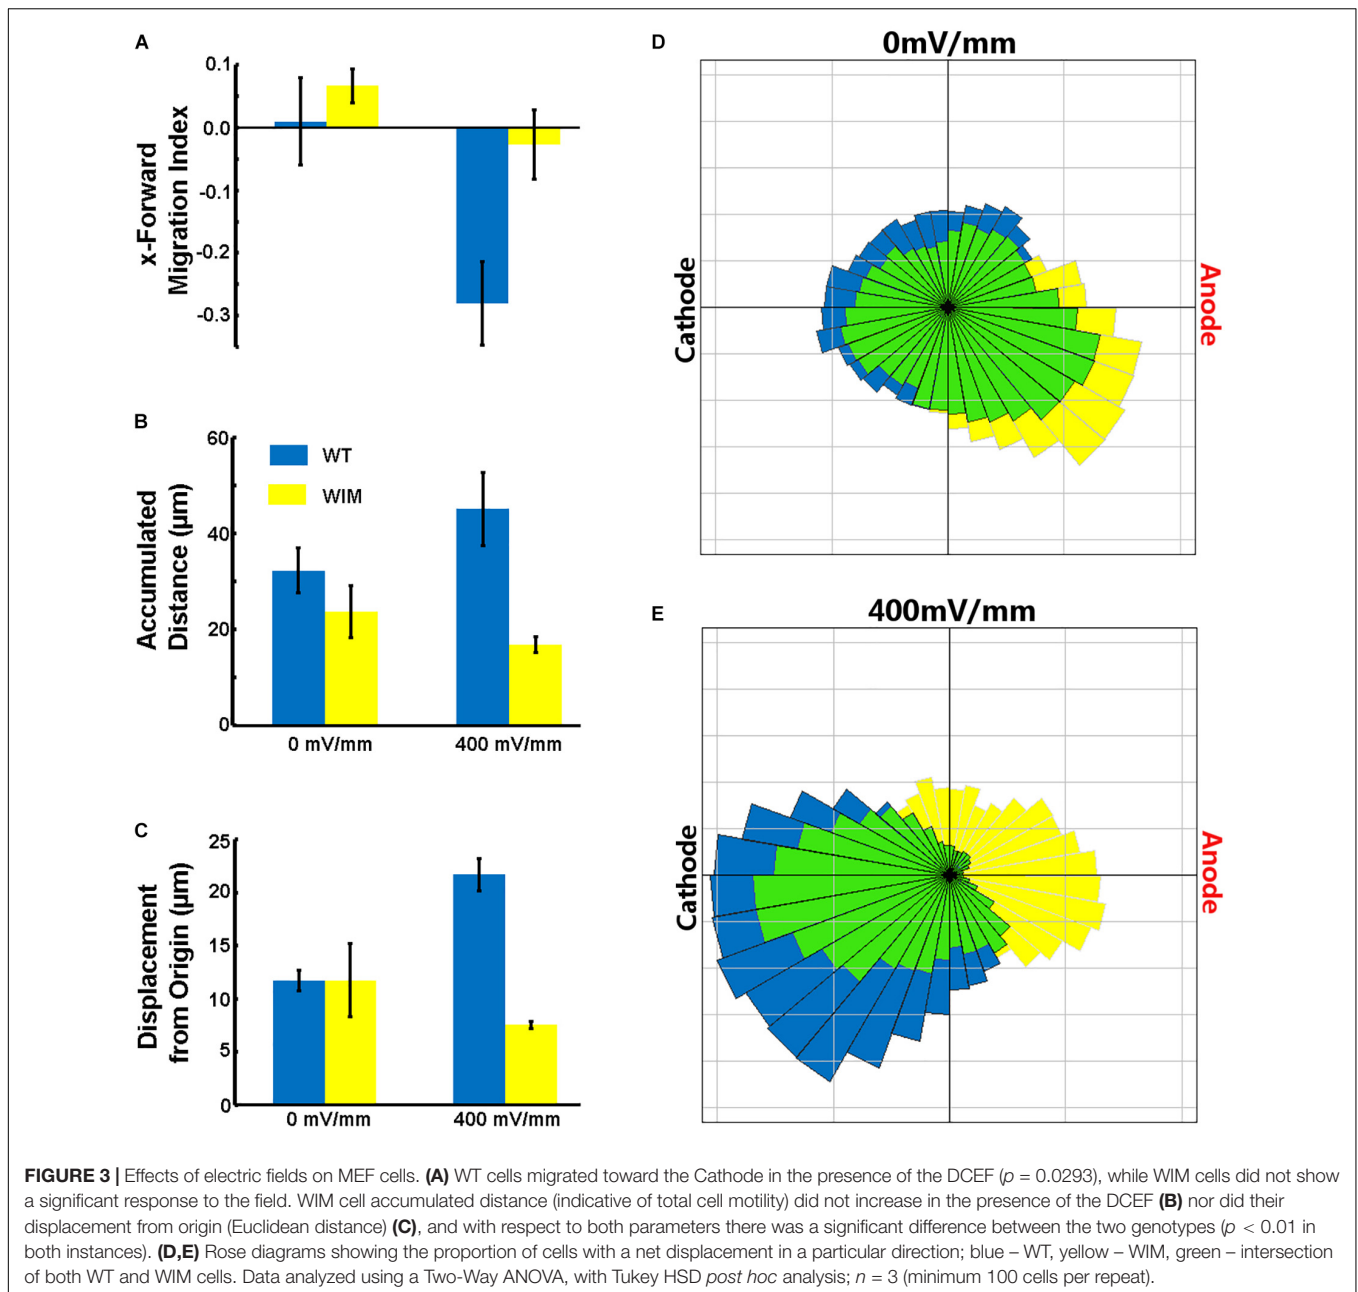 A
x-Forward
Migration Index
0.1
0.0
-0.1
-0.2
-0.3
B
Accumulated
Distance (µm)
60
40
20
0
WT
WIM
0 mV/mm
400 mV/mm
C
Displacement
from Origin (µm)
25
20
15
10
5
0
0 mV/mm
400 mV/mm
D
0mV/mm
Cathode
Anode
E
400mV/mm
Cathode
Anode
FIGURE 3 | Effects of electric fields on MEF cells. (A) WT cells migrated toward the Cathode in the presence of the DCEF (p = 0.0293), while WIM cells did not show
a significant response to the field. WIM cell accumulated distance (indicative of total cell motility) did not increase in the presence of the DCEF (B) nor did their
displacement from origin (Euclidean distance) (C), and with respect to both parameters there was a significant difference between the two genotypes (p < 0.01 in
both instances). (D,E) Rose diagrams showing the proportion of cells with a net displacement in a particular direction; blue – WT, yellow – WIM, green – intersection
of both WT and WIM cells. Data analyzed using a Two-Way ANOVA, with Tukey HSD post hoc analysis; n = 3 (minimum 100 cells per repeat).